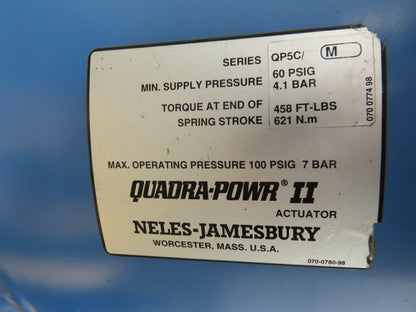 SERIES QP5C/ M
MIN. SUPPLY PRESSURE 60 PSIG
4.1 BAR
TORQUE AT END OF 458 FT-LBS
SPRING STROKE 621 N.m
070 0774 98
MAX. OPERATING PRESSURE 100 PSIG 7 BAR
QUADRA-POWR® II
ACTUATOR
NELES-JAMESBURY
WORCESTER, MASS. U.S.A.
070-0780-98